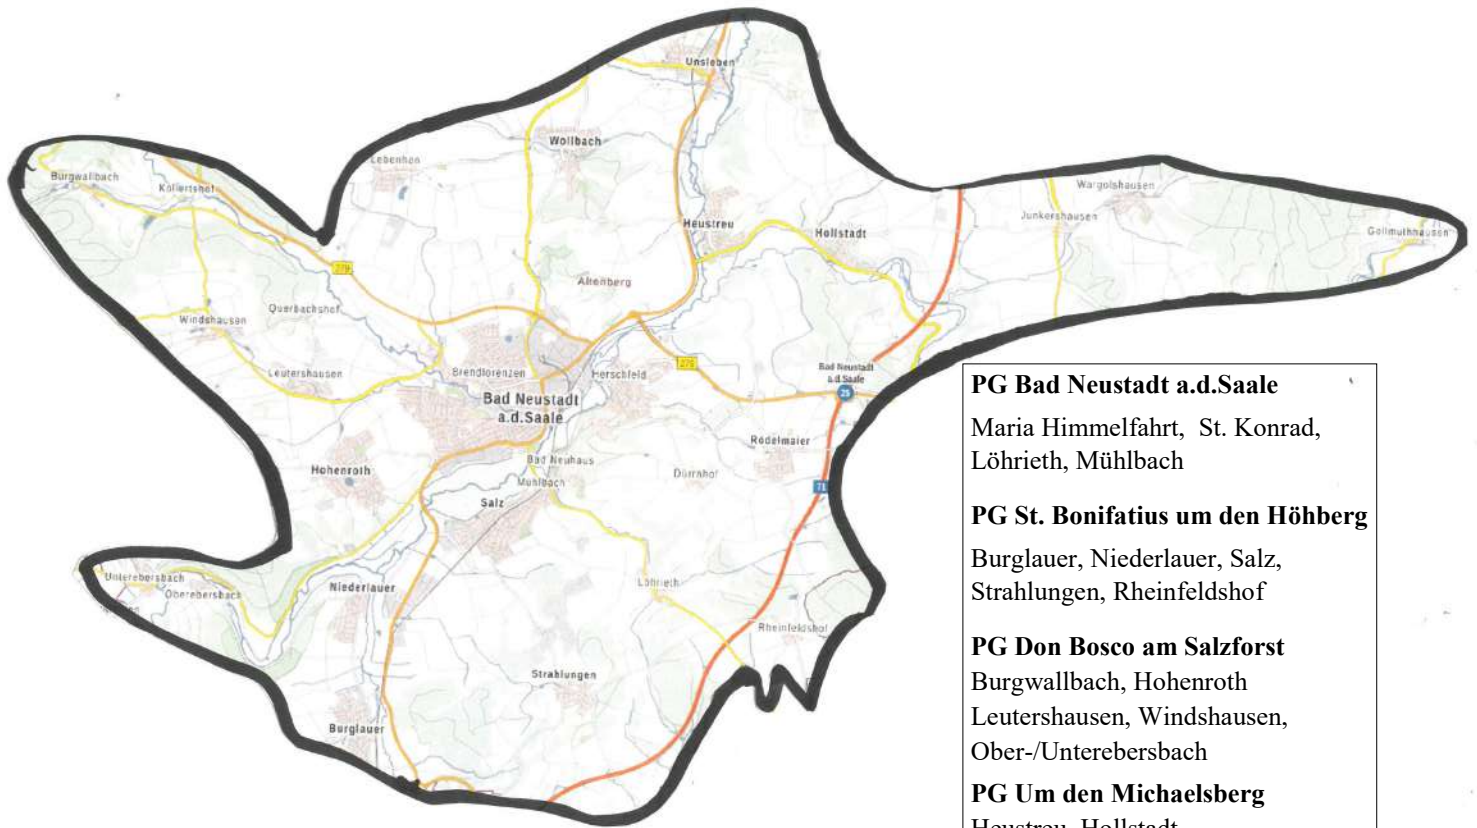 Unsleben
Wollbach
Lebenhan
Burgwallbach
Kollertshof
Wargolshausen
Junkershausen
Gollmuthhausen
Heustreu
Hollstadt
279
Altenberg
Querbachshof
Windshausen
Leutershausen
Brendlorenzen
Herschfeld
279
Bad Neustadt
a.d.Saale
25
Bad Neustadt
a.d.Saale
Rödelmaier
Hohenroth
Bad Neuhaus
Mühlbach
Dürrnhof
71
Salz
Unterebersbach
Oberebersbach
Niederlauer
Löhrieth
Rheinfeldshof
Strahlungen
Burglauer
PG Bad Neustadt a.d.Saale
Maria Himmelfahrt, St. Konrad,
Löhrieth, Mühlbach
PG St. Bonifatius um den Höhberg
Burglauer, Niederlauer, Salz,
Strahlungen, Rheinfeldshof
PG Don Bosco am Salzforst
Burgwallbach, Hohenroth
Leutershausen, Windshausen,
Ober-/Unterebersbach
PG Um den Michaelsberg
Heustreu, Hollstadt